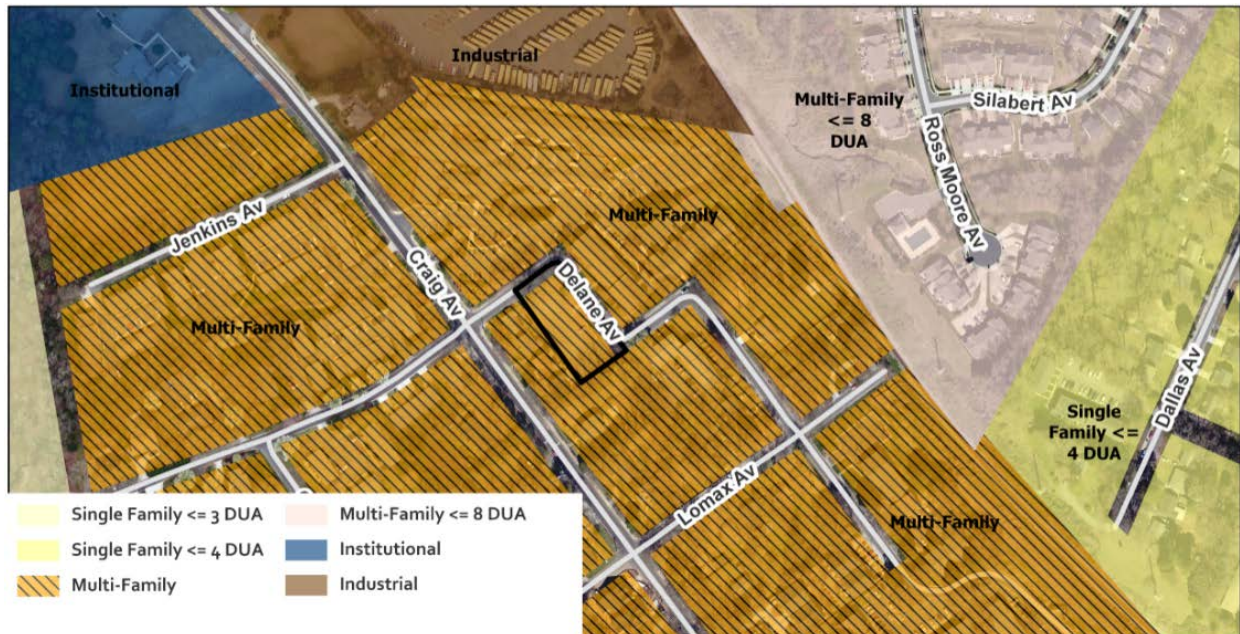 Institutional
Industrial
Multi-Family
<= 8
DUA
Silabert Av
Ross Moore Av
Jenkins Av
Craig Av
Multi-Family
Delane Av
Multi-Family
Dallas Av
Single
Family <=
4 DUA
Lomax Av
Multi-Family
Single Family <= 3 DUA
Single Family <= 4 DUA
Multi-Family
Multi-Family <= 8 DUA
Institutional
Industrial